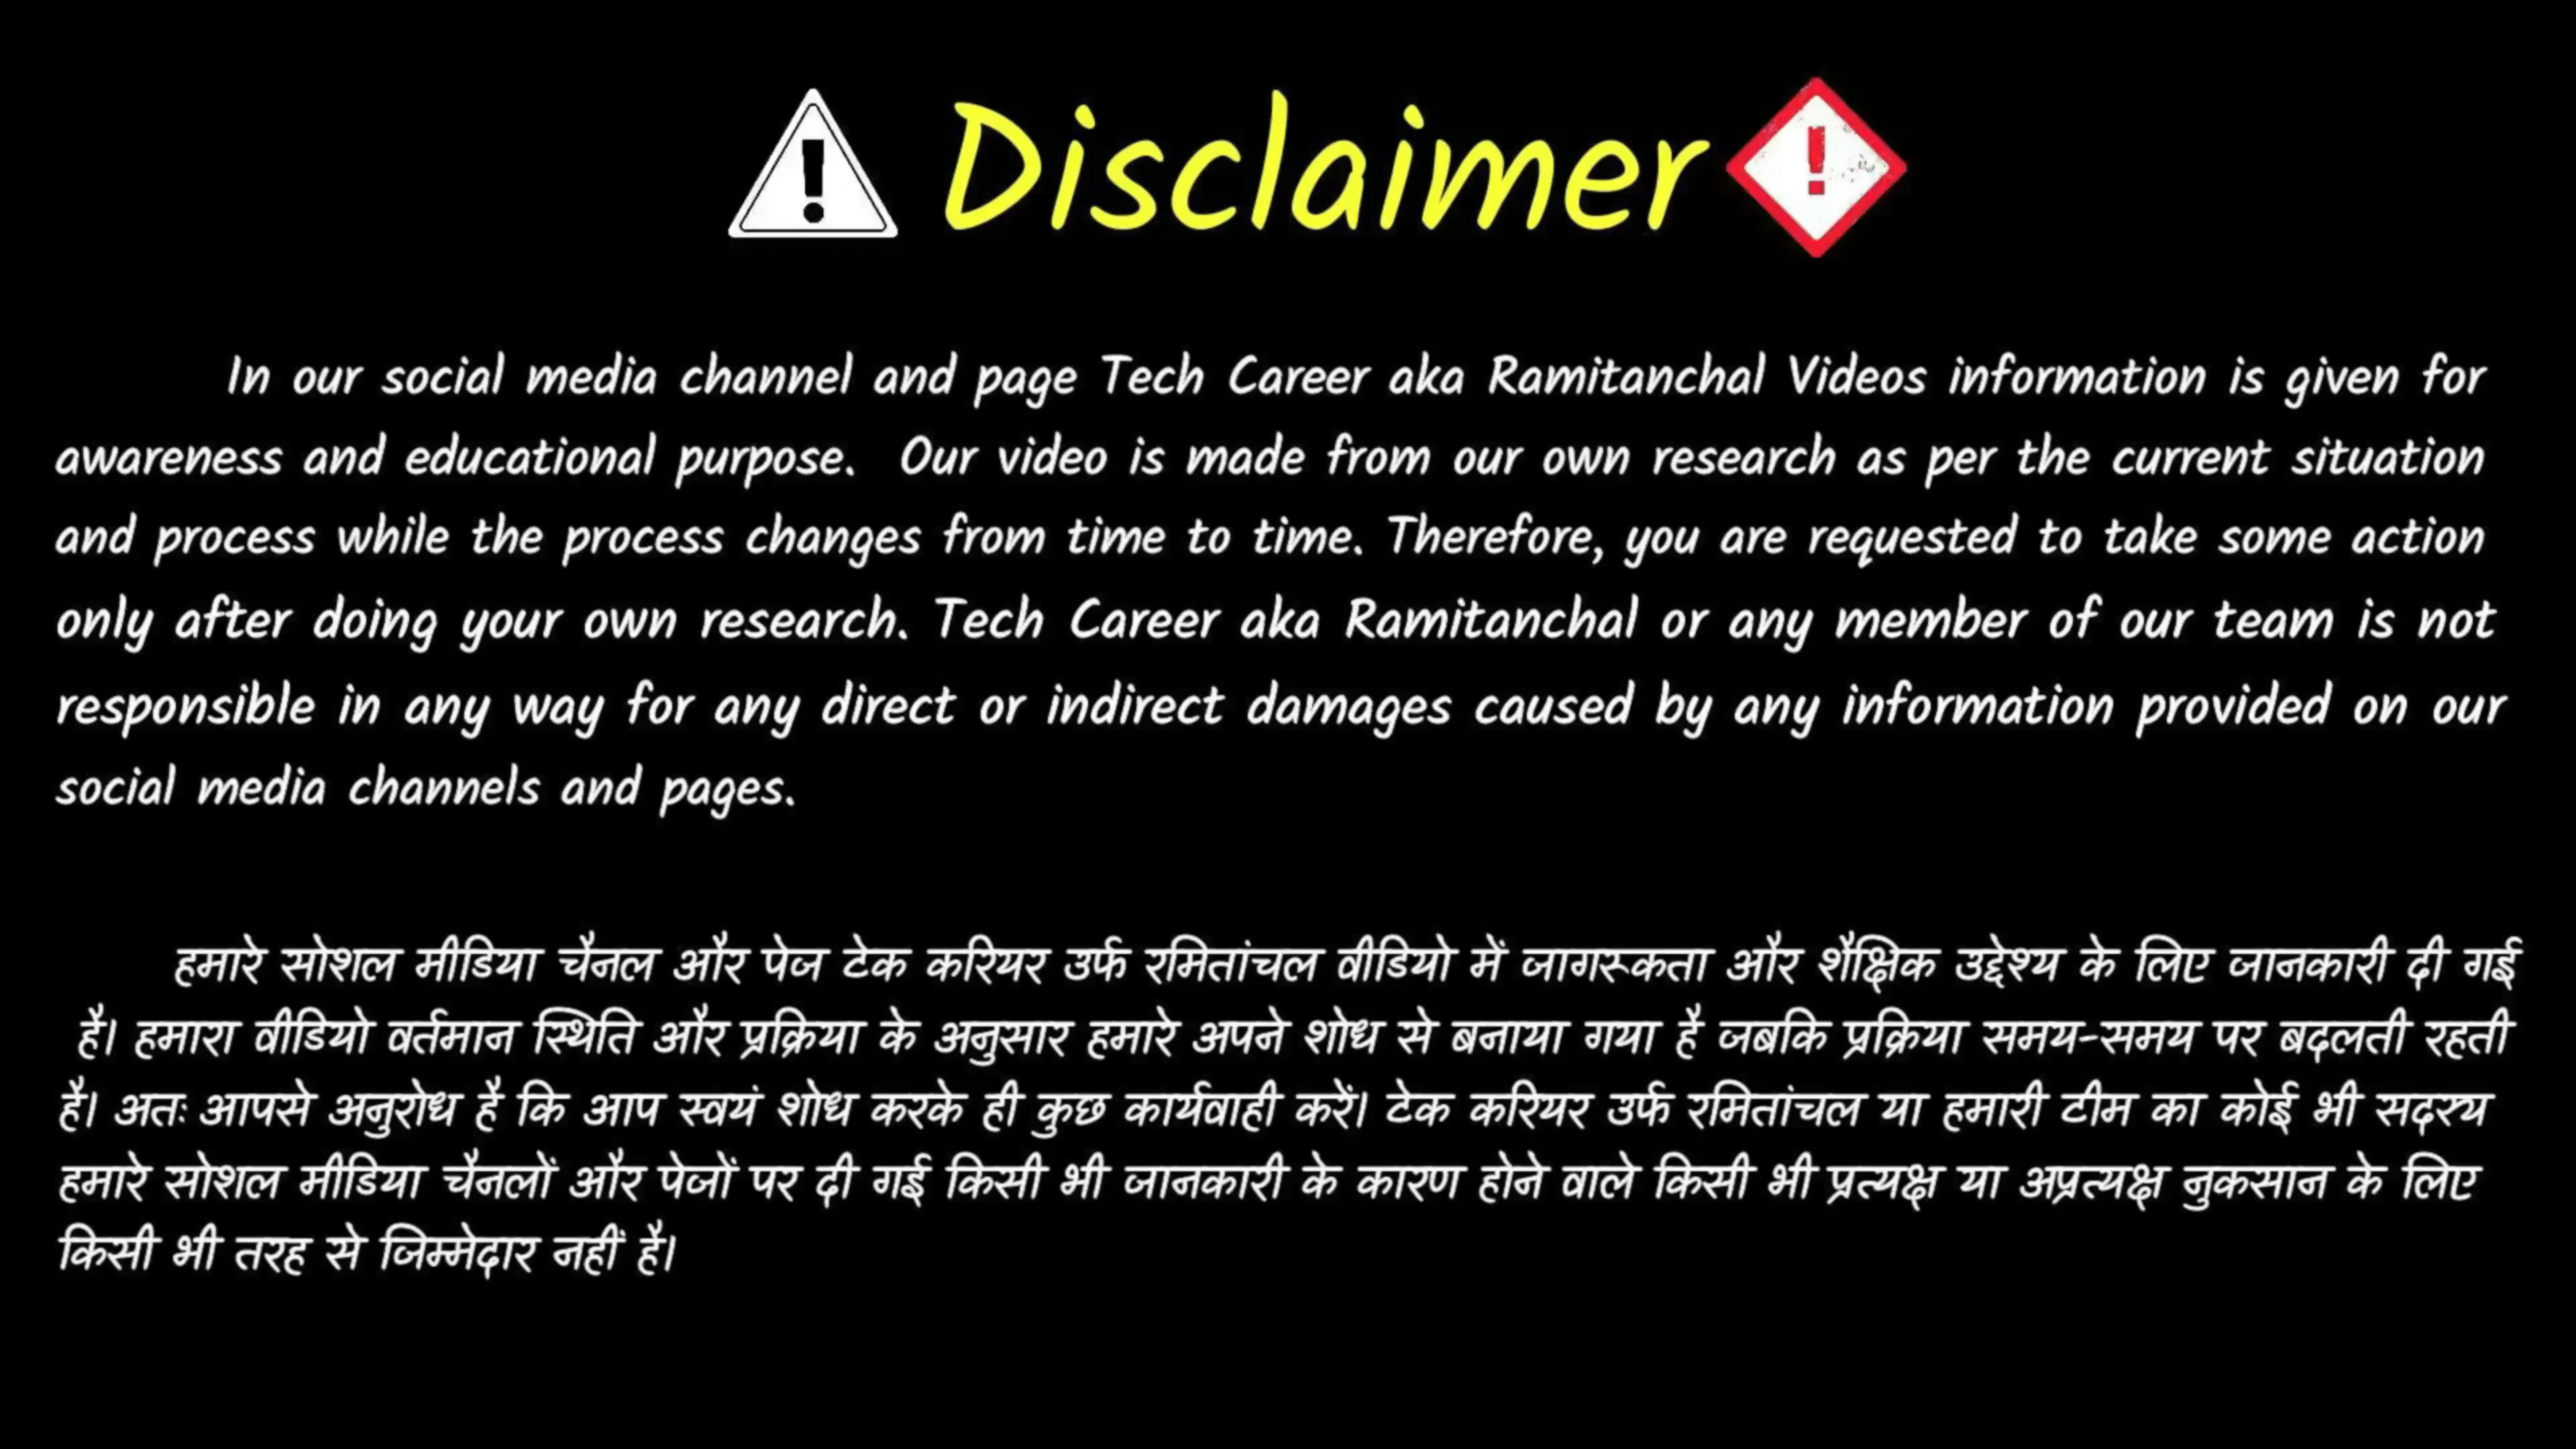 Disclaimer
In our social media channel and page Tech Career aka Ramitanchal Videos information is given for
awareness and educational purpose. Our video is made from our own research as per the current situation
and process while the process changes from time to time. Therefore, you are requested to take some action
only after doing your own research. Tech Career aka Ramitanchal or any member of our team is not
responsible in any way for any direct or indirect damages caused by any information provided on our
social media channels and pages.
हमारे सोशल मीडिया चैनल और पेज टेक करियर उर्फ रमितांचल वीडियो में जागरूकता और शैक्षिक उद्देश्य के लिए जानकारी दी गई
है। हमारा वीडियो वर्तमान स्थिति और प्रक्रिया के अनुसार हमारे अपने शोध से बनाया गया है जबकि प्रक्रिया समय-समय पर बदलती रहती
है। अतः आपसे अनुरोध है कि आप स्वयं शोध करके ही कुछ कार्यवाही करें। टेक करियर उर्फ रमितांचल या हमारी टीम का कोई भी सदस्य
हमारे सोशल मीडिया चैनलों और पेजों पर दी गई किसी भी जानकारी के कारण होने वाले किसी भी प्रत्यक्ष या अप्रत्यक्ष नुकसान के लिए
किसी भी तरह से जिम्मेदार नहीं है।